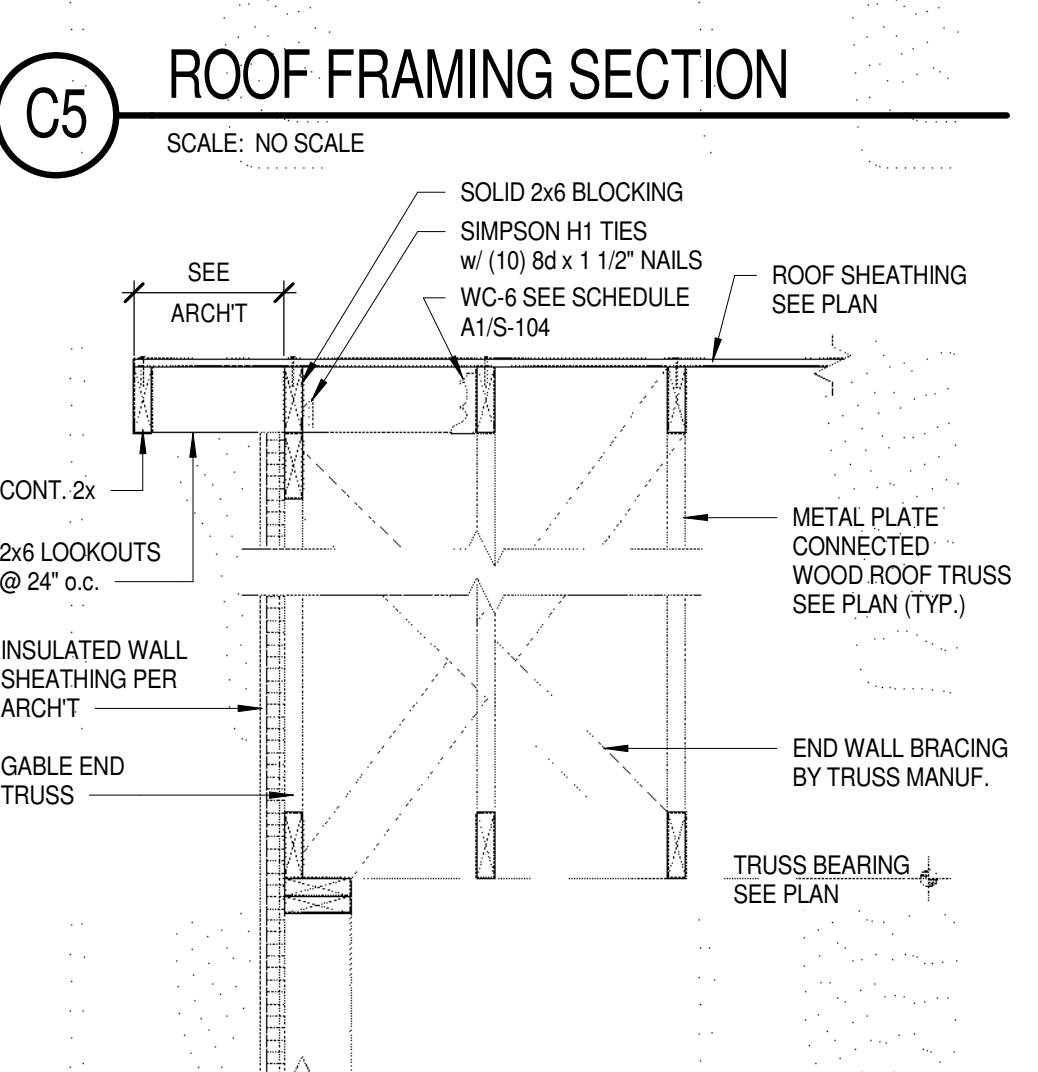 C5
ROOF FRAMING SECTION
SCALE: NO SCALE
SOLID 2x6 BLOCKING
SIMPSON H1 TIES
w/ (10) 8d x 1 1/2" NAILS
WC-6 SEE SCHEDULE
A1/S-104
SEE
ARCH'T
ROOF SHEATHING
SEE PLAN
CONT. 2x
2x6 LOOKOUTS
@ 24" o.c.
METAL PLATE
CONNECTED
WOOD ROOF TRUSS
SEE PLAN (TYP.)
INSULATED WALL
SHEATHING PER
ARCH'T
GABLE END
TRUSS
END WALL BRACING
BY TRUSS MANUF.
TRUSS BEARING
SEE PLAN